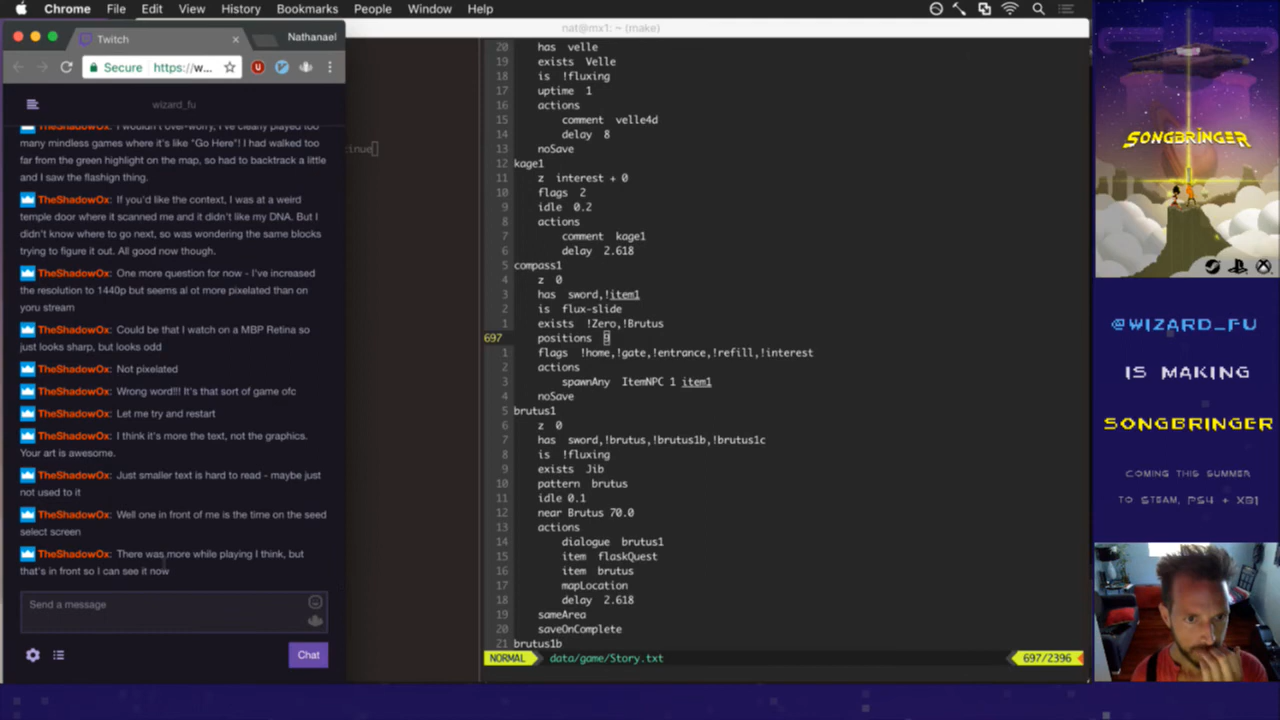 Chrome File Edit View History Bookmarks People Window Help
Twitch
Nathanael
Secure https://w...
wizard_fu
TheShadowOx: I wouldn't over-worry, I've clearly played too
many mindless games where it's like "Go Here"! I had walked too
far from the green highlight on the map, so had to backtrack a little
and I saw the flashign thing.
TheShadowOx: If you'd like the context, I was at a weird
temple door where it scanned me and it didn't like my DNA. But I
didn't know where to go next, so was wondering the same blocks
trying to figure it out. All good now though.
TheShadowOx: One more question for now - I've increased
the resolution to 1440p but seems al ot more pixelated than on
yoru stream
TheShadowOx: Could be that I watch on a MBP Retina so
just looks sharp, but looks odd
TheShadowOx: Not pixelated
TheShadowOx: Wrong word!!! It's that sort of game ofc
TheShadowOx: Let me try and restart
TheShadowOx: I think it's more the text, not the graphics.
Your art is awesome.
TheShadowOx: Just smaller text is hard to read - maybe just
not used to it
TheShadowOx: Well one in front of me is the time on the seed
select screen
TheShadowOx: There was more while playing I think, but
that's in front so I can see it now
Send a message
Chat
nat@mx1: ~ (make)
20 has velle
19 exists Velle
18 is !fluxing
17 uptime 1
16 actions
15 comment velle4d
14 delay 8
13 noSave
12 kage1
11 z interest + 0
10 flags 2
9 idle 0.2
8 actions
7 comment kage1
6 delay 2.618
5 compass1
4 z 0
3 has sword,!item1
2 is flux-slide
1 exists !Zero,!Brutus
697 positions 9
1 flags !home,!gate,!entrance,!refill,!interest
2 actions
3 spawnAny ItemNPC 1 item1
4 noSave
5 brutus1
6 z 0
7 has sword,!brutus,!brutus1b,!brutus1c
8 is !fluxing
9 exists Jib
10 pattern brutus
11 idle 0.1
12 near Brutus 70.0
13 actions
14 dialogue brutus1
15 item flaskQuest
16 item brutus
17 mapLocation
18 delay 2.618
19 sameArea
20 saveOnComplete
21 brutus1b
NORMAL data/game/Story.txt 697/2396
SONGBRINGER
@WIZARD_FU
IS MAKING
SONGBRINGER
COMING THIS SUMMER
TO STEAM, PS4 + XB1